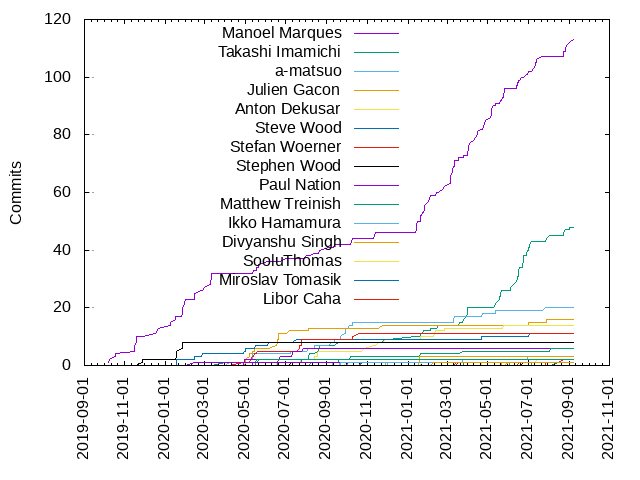 120
100
80
60
40
20
0
Commits
Manoel Marques
Takashi Imamichi
a-matsuo
Julien Gacon
Anton Dekusar
Steve Wood
Stefan Woerner
Stephen Wood
Paul Nation
Matthew Treinish
Ikko Hamamura
Divyanshu Singh
SooluThomas
Miroslav Tomasik
Libor Caha
2019-09-01
2019-11-01
2020-01-01
2020-03-01
2020-05-01
2020-07-01
2020-09-01
2020-11-01
2021-01-01
2021-03-01
2021-05-01
2021-07-01
2021-09-01
2021-11-01